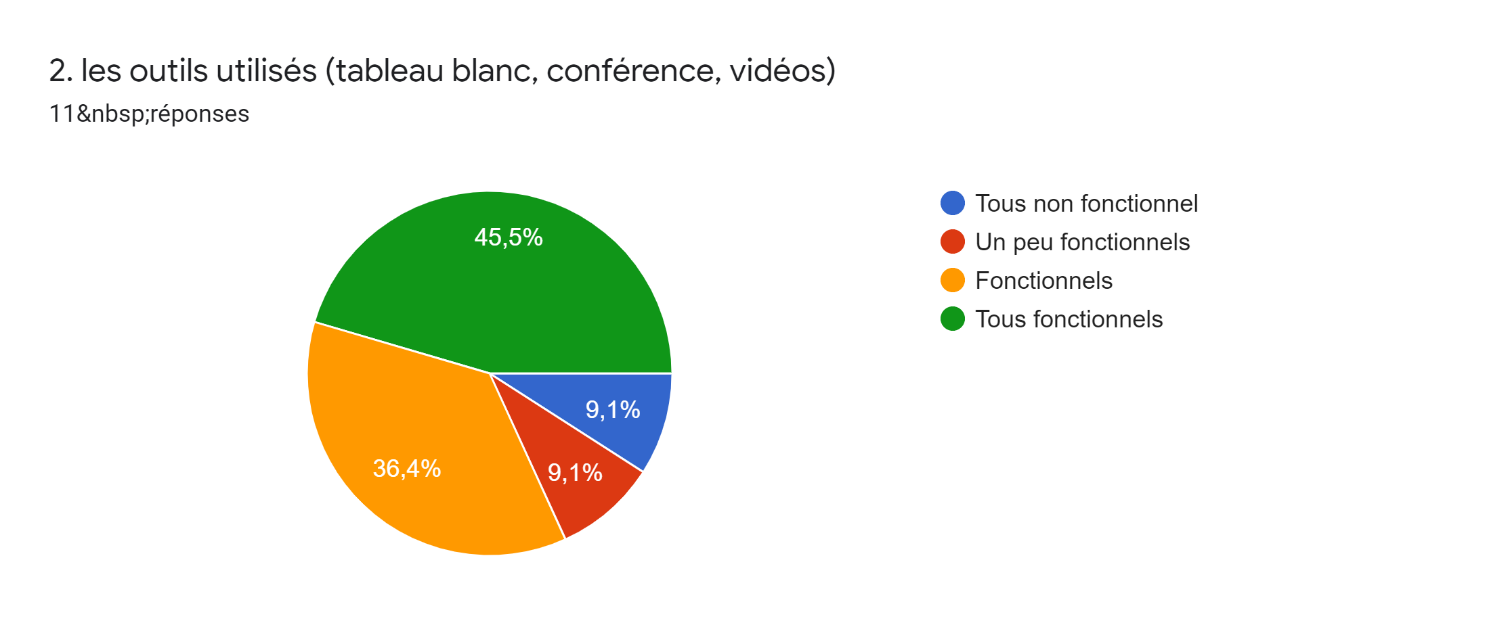 2. les outils utilisés (tableau blanc, conférence, vidéos)
11&nbsp;réponses
45,5%
36,4%
9,1%
9,1%
Tous non fonctionnel
Un peu fonctionnels
Fonctionnels
Tous fonctionnels